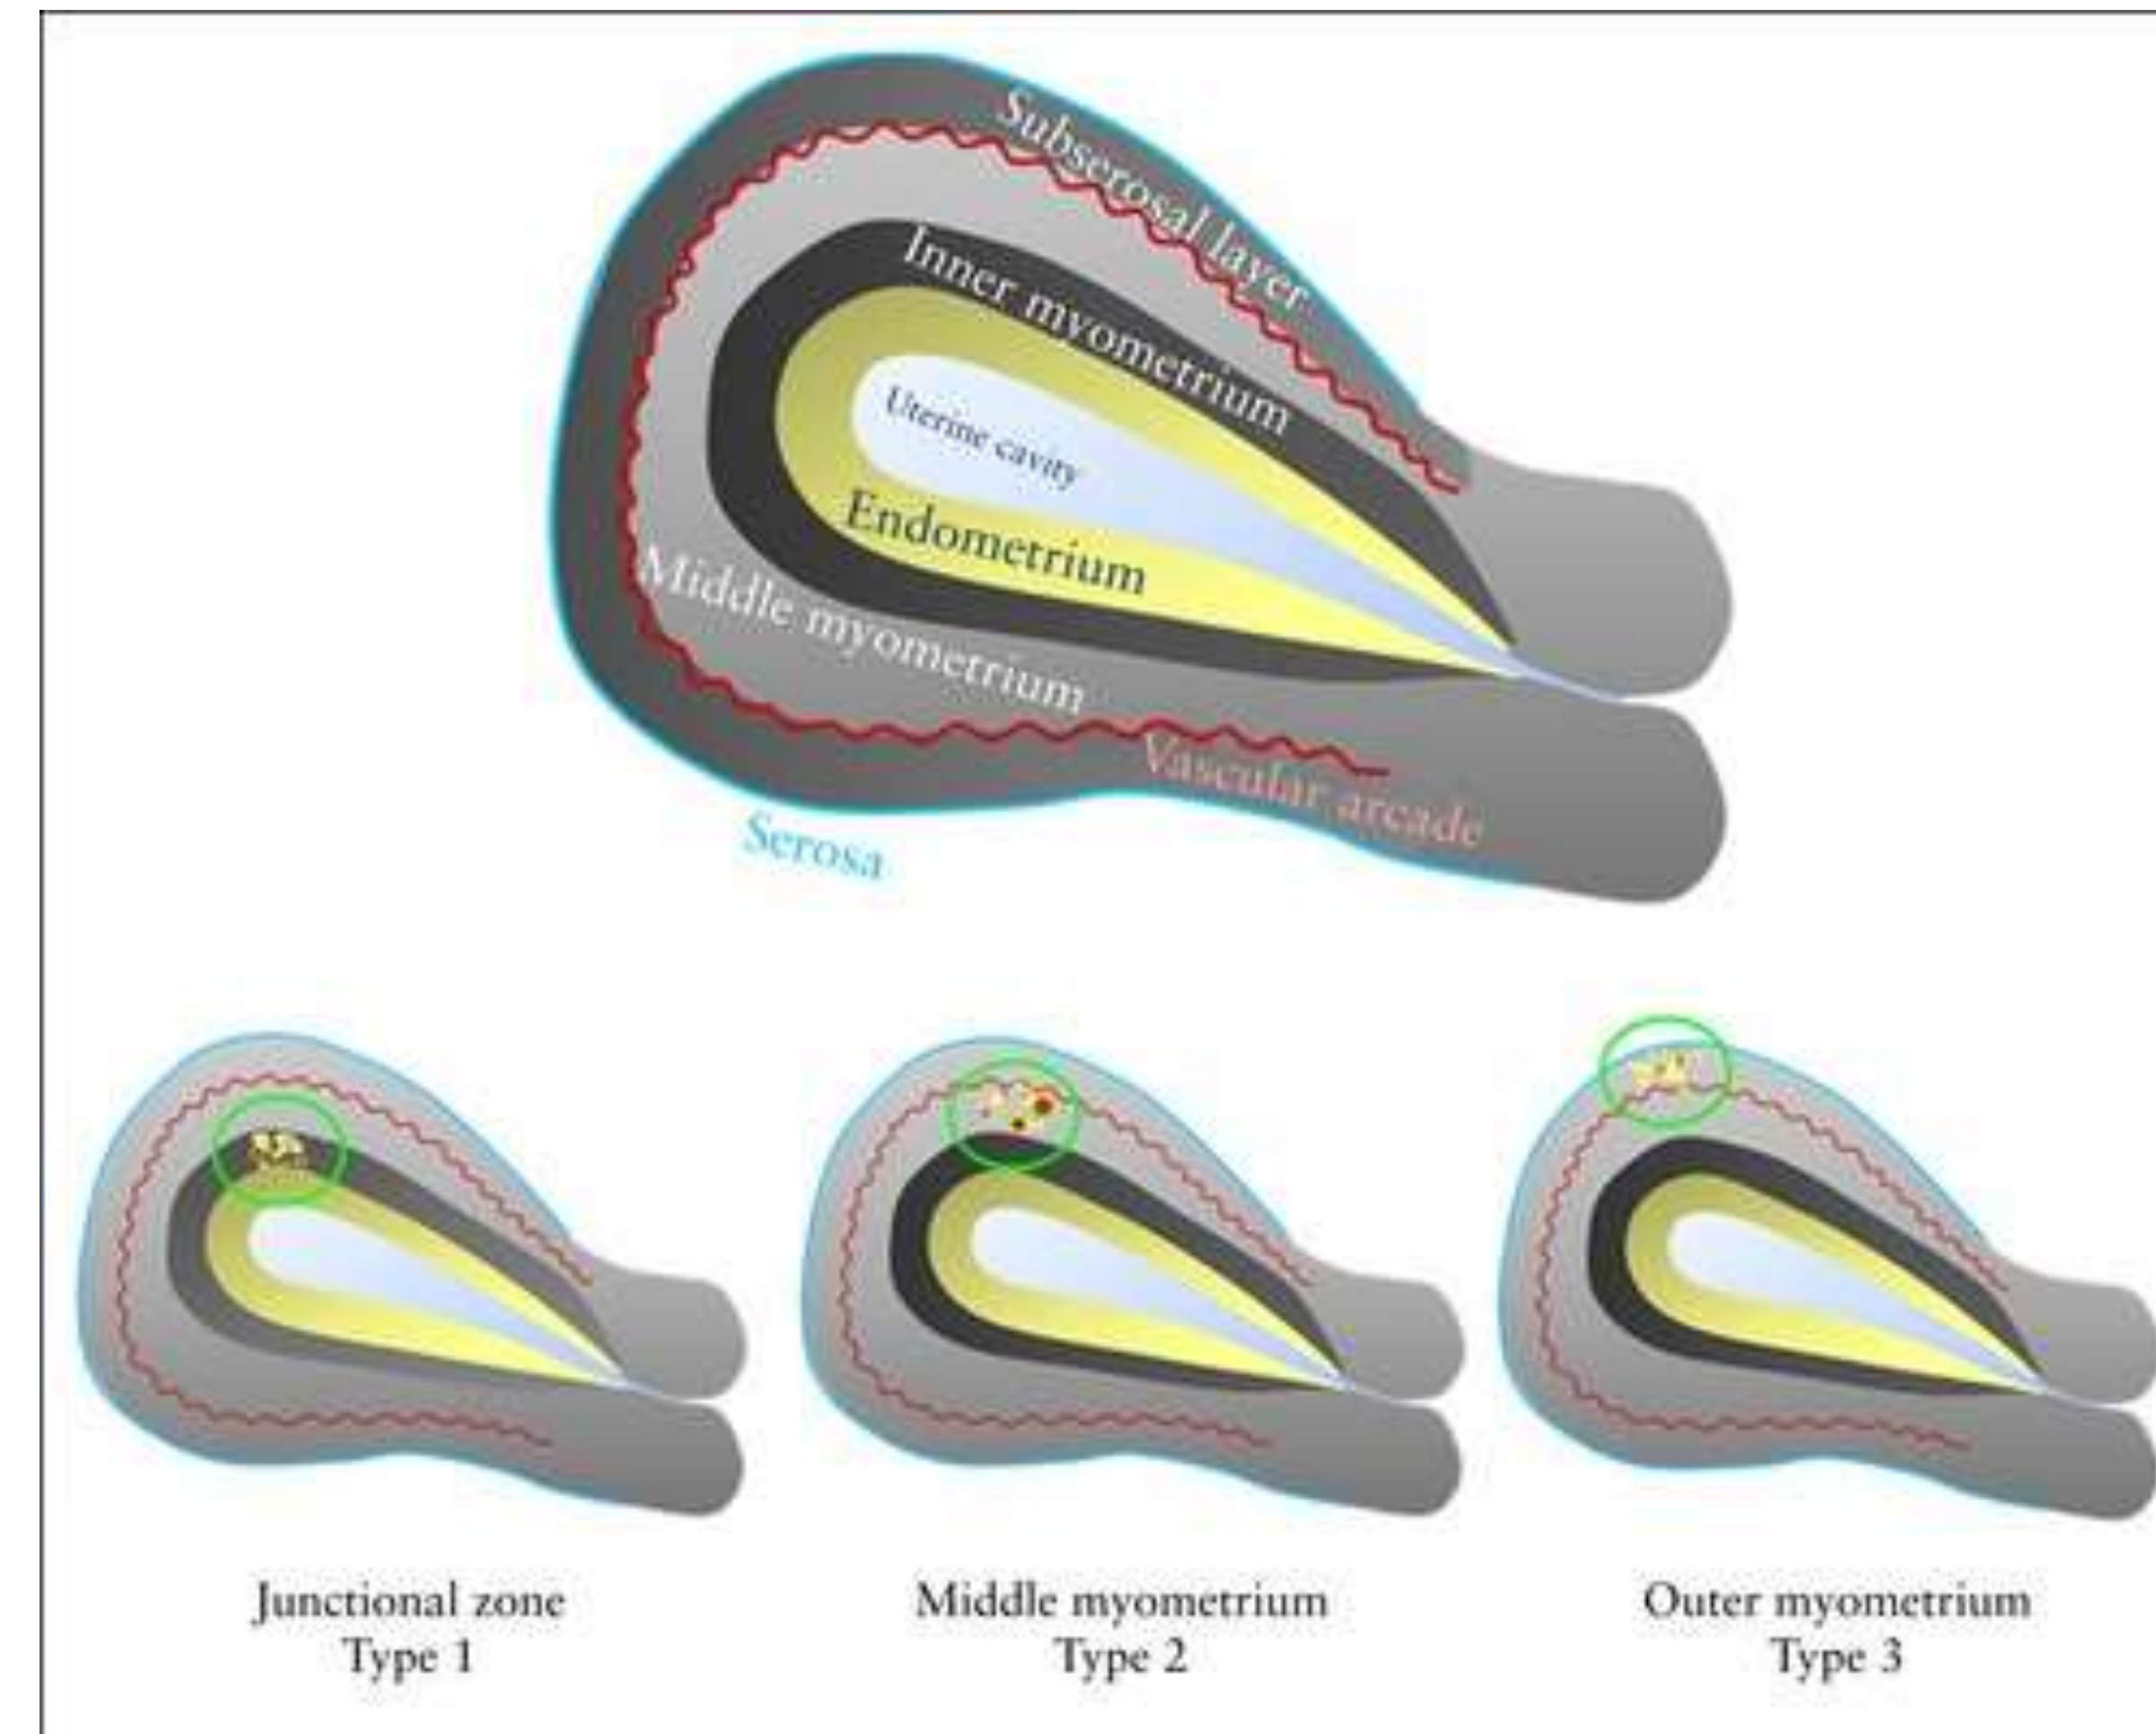 Subserosal layer
Inner myometrium
Uterine cavity
Endometrium
Middle myometrium
Vascular arcade
Serosa
Junctional zone
Type 1
Middle myometrium
Type 2
Outer myometrium
Type 3